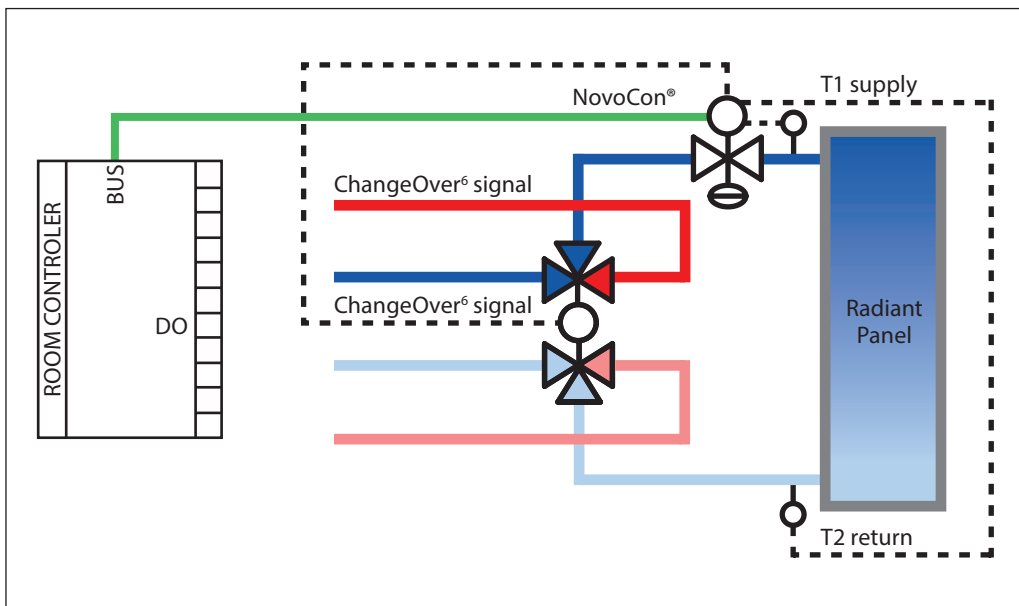 NovoCon®
T1 supply
BUS
ChangeOver⁶ signal
ROOM CONTROLER
ChangeOver⁶ signal
DO
Radiant
Panel
T2 return